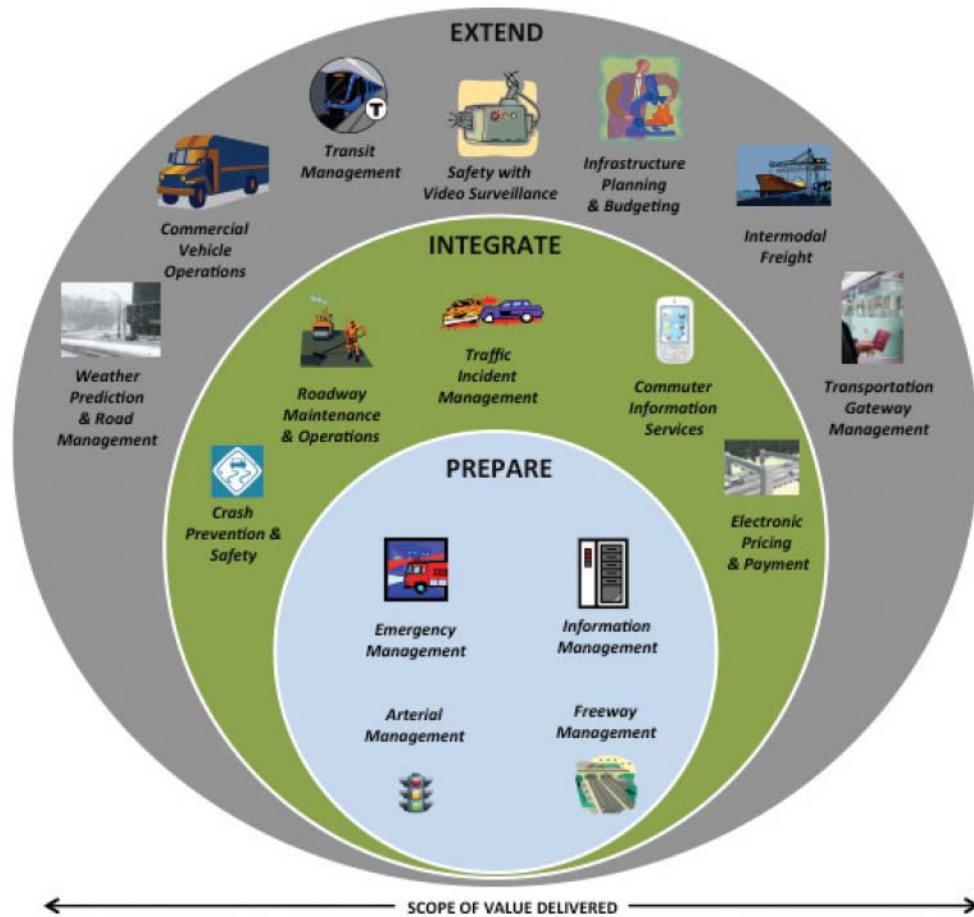 EXTEND
T
Transit
Management
Safety with
Video Surveillance
Infrastructure
Planning
& Budgeting
Commercial
Vehicle
Operations
Intermodal
Freight
Weather
Prediction
& Road
Management
Transportation
Gateway
Management
INTEGRATE
Roadway
Maintenance
& Operations
Traffic
Incident
Management
Commuter
Information
Services
Crash
Prevention &
Safety
Electronic
Pricing
& Payment
PREPARE
Emergency
Management
Information
Management
Arterial
Management
Freeway
Management
SCOPE OF VALUE DELIVERED